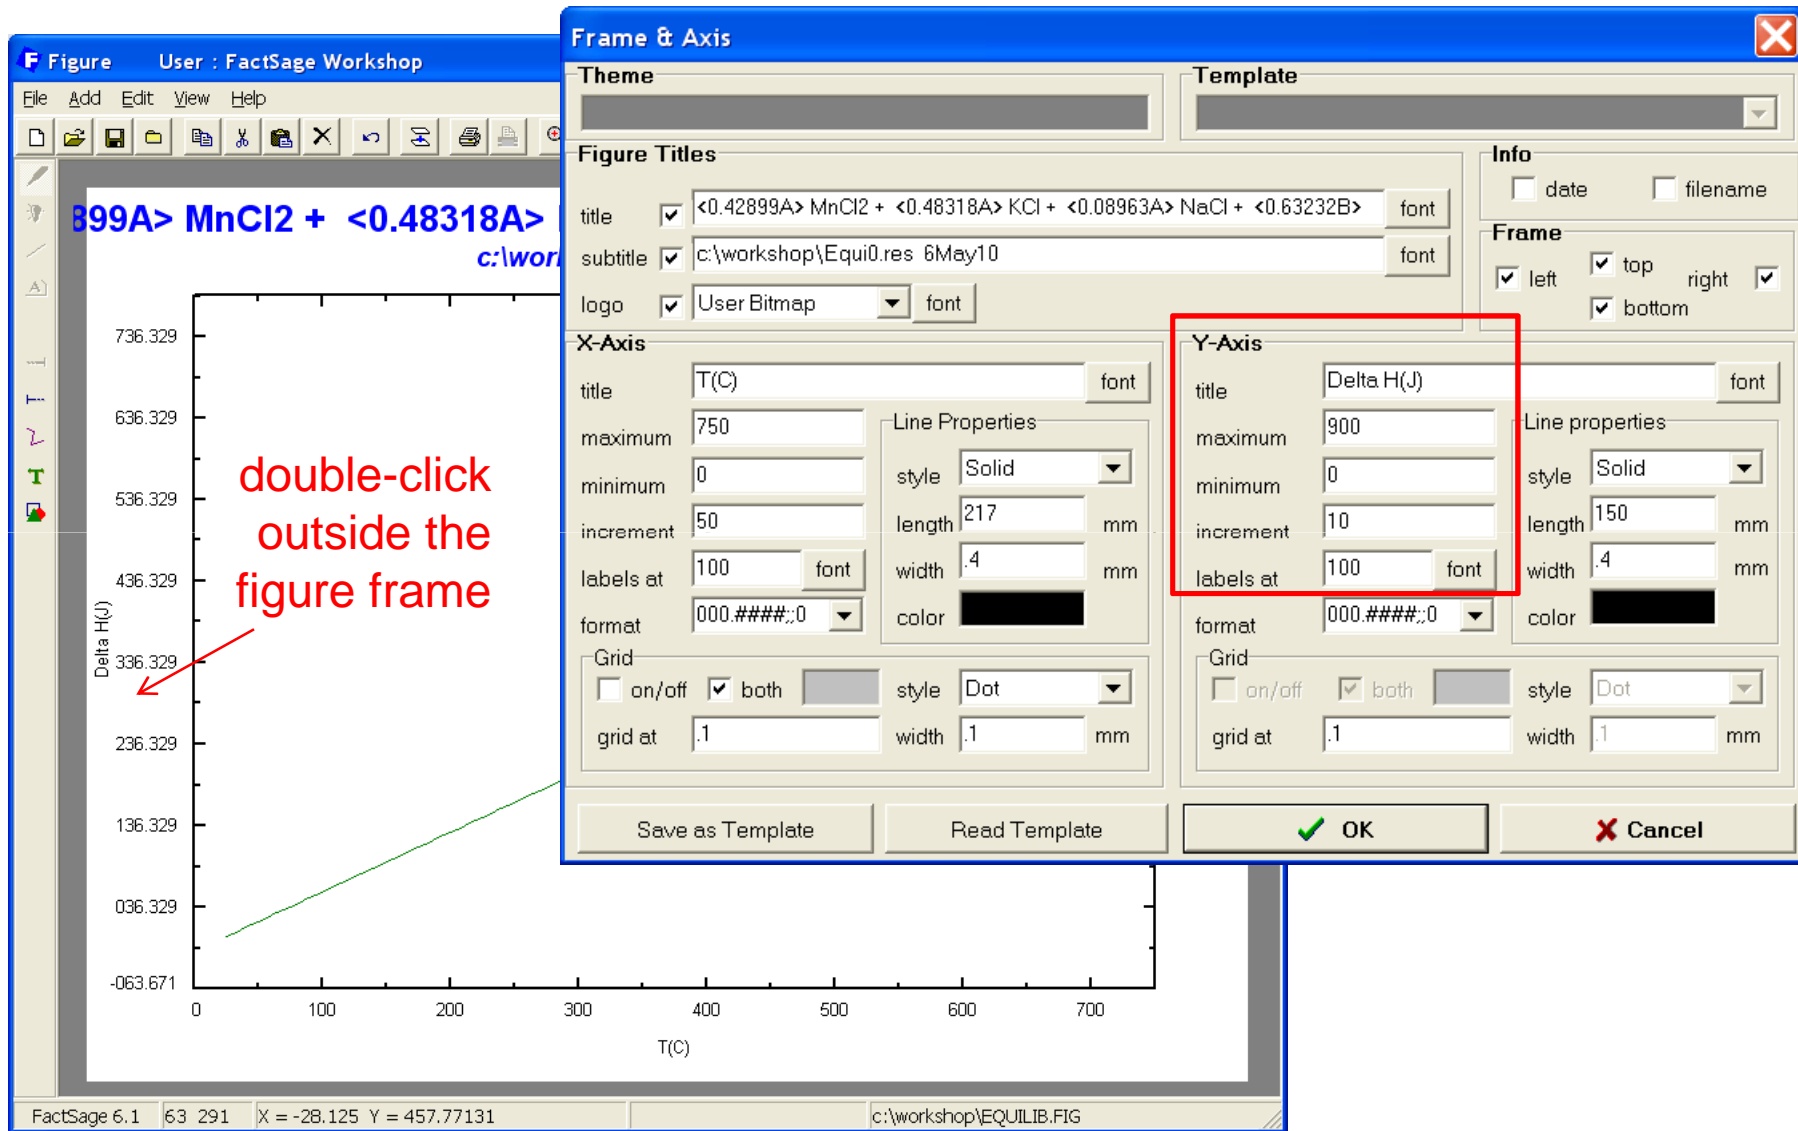 Figure User : FactSage Workshop
File Add Edit View Help
899A> MnCl2 + <0.48318A>
c:\wor
736.329
636.329
536.329
436.329
336.329
236.329
136.329
036.329
-063.671
Delta H(J)
double-click
outside the
figure frame
0 100 200 300 400 500 600 700
T(C)
FactSage 6.1 63 291 X = -28.125 Y = 457.77131 c:\workshop\EQUILIB.FIG
Frame & Axis
Theme
Template
Figure Titles
title <0.42899A> MnCl2 + <0.48318A> KCl + <0.08963A> NaCl + <0.63232B> font
subtitle c:\workshop\Equi0.res 6May10 font
logo User Bitmap font
Info
date filename
Frame
left top right
bottom
X-Axis
title T(C) font
maximum 750
minimum 0
increment 50
labels at 100 font
format 000.####;;0
Line Properties
style Solid
length 217 mm
width .4 mm
color
Grid
on/off both style Dot
grid at .1 width .1 mm
Y-Axis
title Delta H(J) font
maximum 900
minimum 0
increment 10
labels at 100 font
format 000.####;;0
Line properties
style Solid
length 150 mm
width .4 mm
color
Grid
on/off both style Dot
grid at .1 width .1 mm
Save as Template Read Template OK Cancel